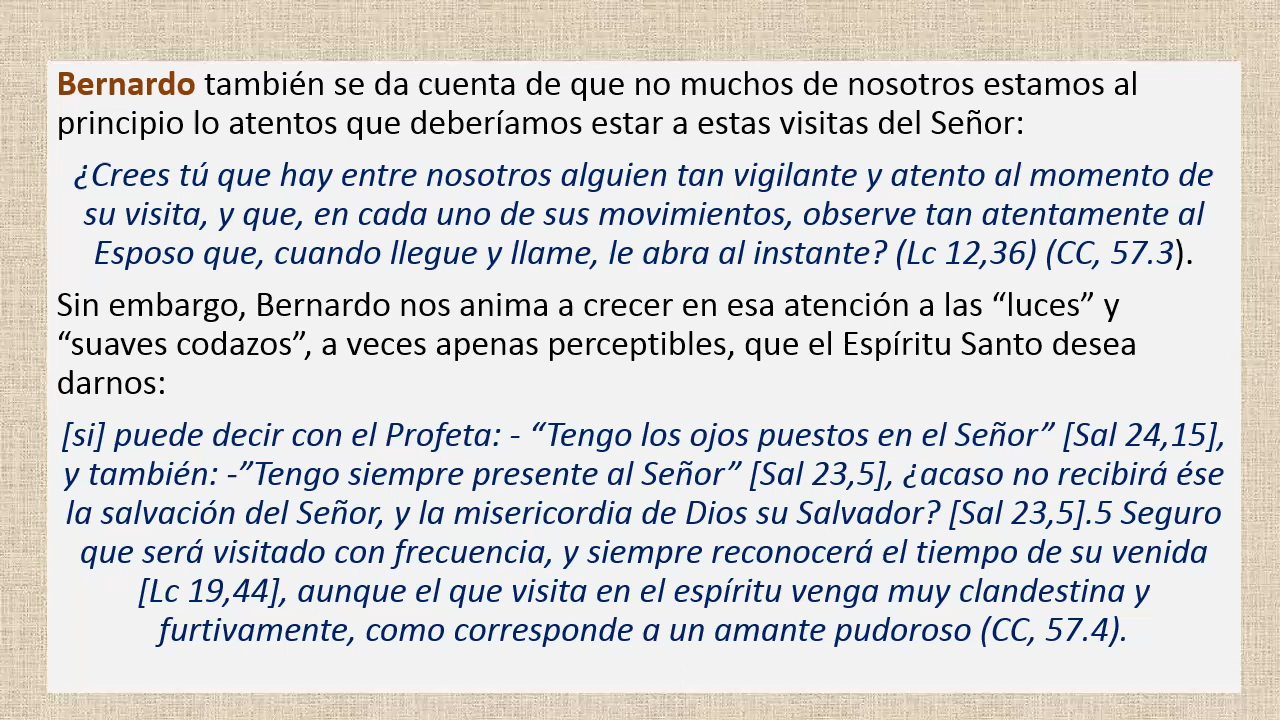 Bernardo también se da cuenta de que no muchos de nosotros estamos al
principio lo atentos que deberíamos estar a estas visitas del Señor:
¿Crees tú que hay entre nosotros alguien tan vigilante y atento al momento de
su visita, y que, en cada uno de sus movimientos, observe tan atentamente al
Esposo que, cuando llegue y llame, le abra al instante? (Lc 12,36) (CC, 57.3).
Sin embargo, Bernardo nos anima a crecer en esa atención a las “luces” y
“suaves codazos”, a veces apenas perceptibles, que el Espíritu Santo desea
darnos:
[si] puede decir con el Profeta: - “Tengo los ojos puestos en el Señor” [Sal 24,15],
y también: -”Tengo siempre presente al Señor” [Sal 23,5], ¿acaso no recibirá ése
la salvación del Señor, y la misericordia de Dios su Salvador? [Sal 23,5].5 Seguro
que será visitado con frecuencia, y siempre reconocerá el tiempo de su venida
[Lc 19,44], aunque el que visita en el espíritu venga muy clandestina y
furtivamente, como corresponde a un amante pudoroso (CC, 57.4).